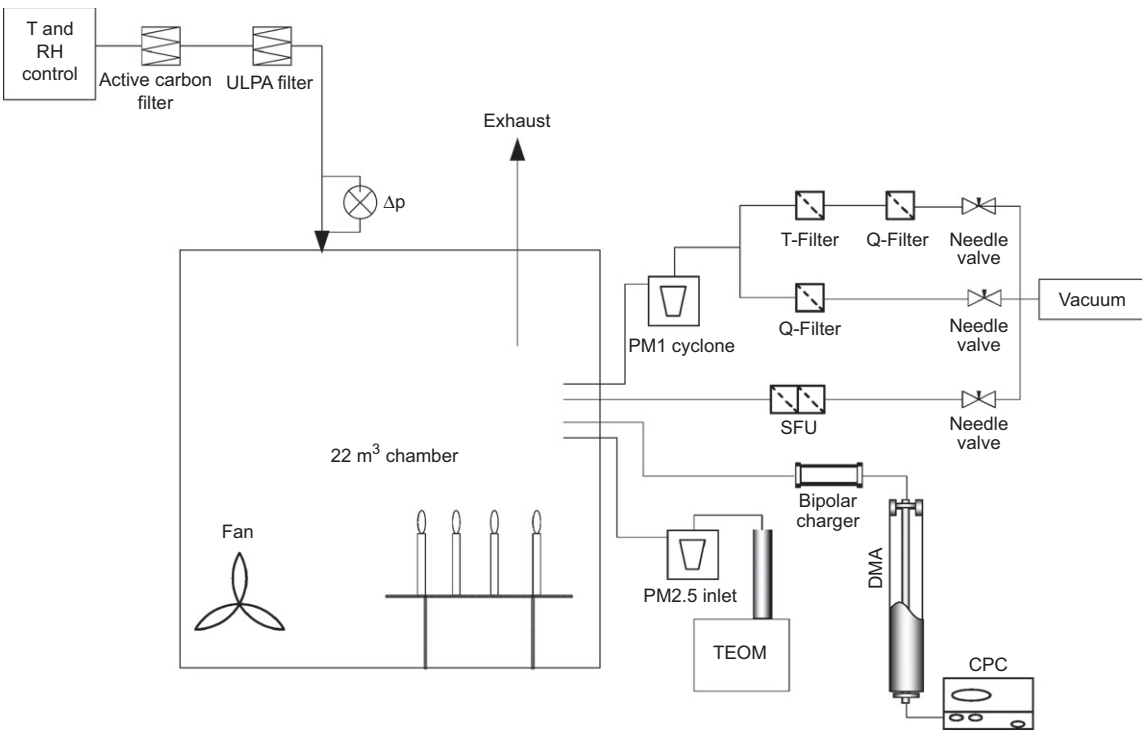 T and
RH
control
Active carbon
filter
ULPA filter
Exhaust
Δp
T-Filter
Q-Filter
Needle
valve
Vacuum
PM1 cyclone
Q-Filter
Needle
valve
SFU
Needle
valve
22 m³ chamber
Bipolar
charger
Fan
DMA
PM2.5 inlet
TEOM
CPC